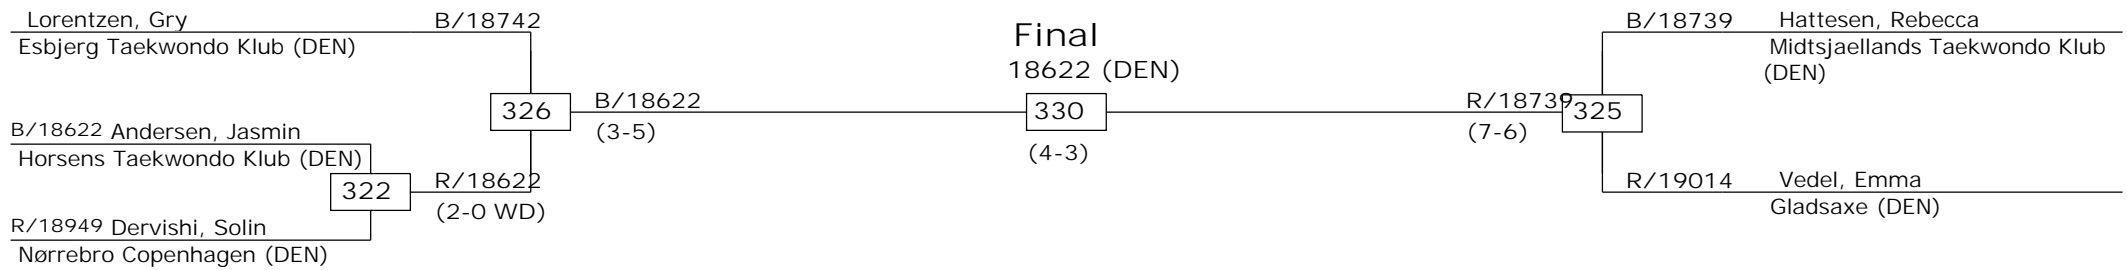 Lorentzen, Gry
B/18742
Esbjerg Taekwondo Klub (DEN)
326
B/18622
(3-5)
B/18622 Andersen, Jasmin
Horsens Taekwondo Klub (DEN)
322
R/18622
(2-0 WD)
R/18949 Dervishi, Solin
Nørrebro Copenhagen (DEN)
Final
18622 (DEN)
330
(4-3)
B/18739
Hattesen, Rebecca
Midtsjaellands Taekwondo Klub
(DEN)
R/18739
325
(7-6)
R/19014
Vedel, Emma
Gladsaxe (DEN)